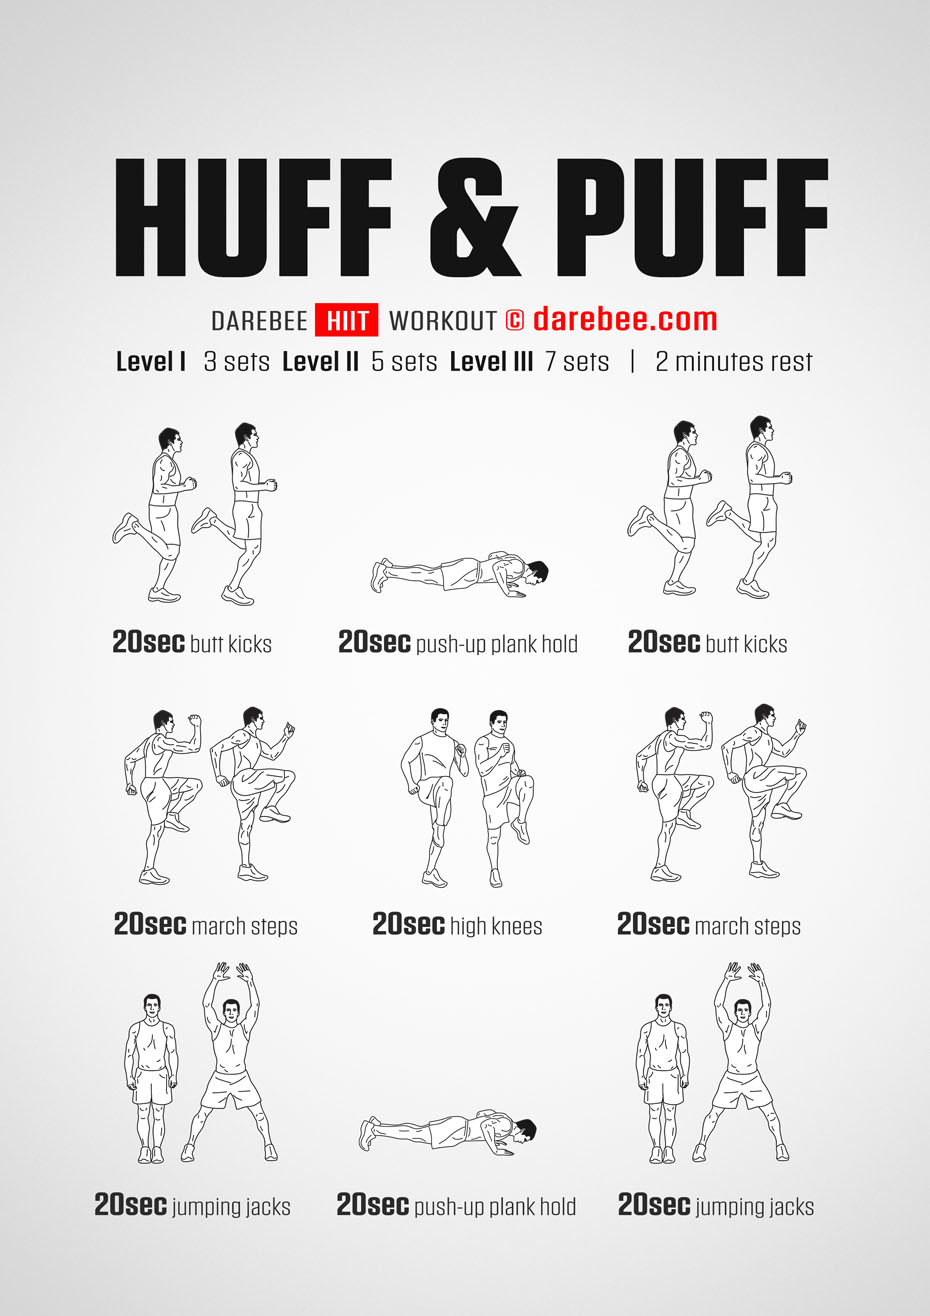 HUFF & PUFF
DAREBEE HIIT WORKOUT © darebee.com
Level I 3 sets Level II 5 sets Level III 7 sets | 2 minutes rest
20sec butt kicks 20sec push-up plank hold 20sec butt kicks
20sec march steps 20sec high knees 20sec march steps
20sec jumping jacks 20sec push-up plank hold 20sec jumping jacks